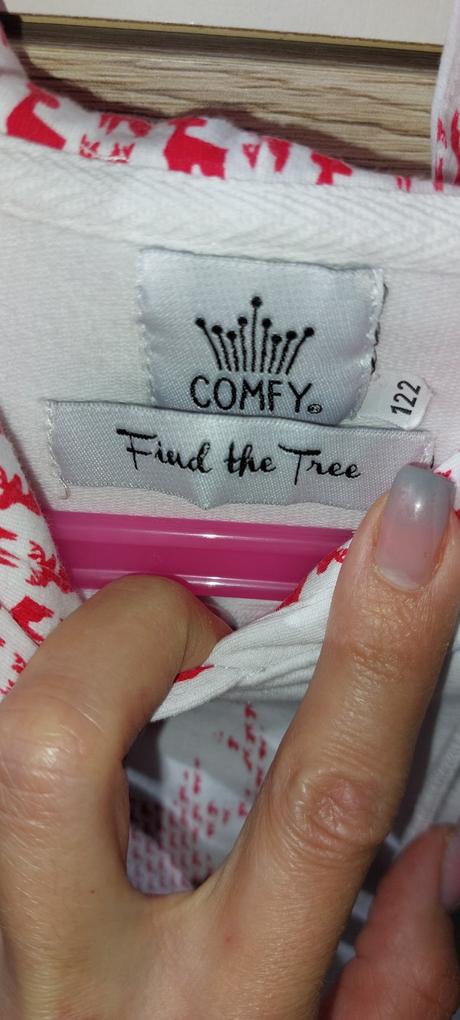 COMFY
122
Find the Tree